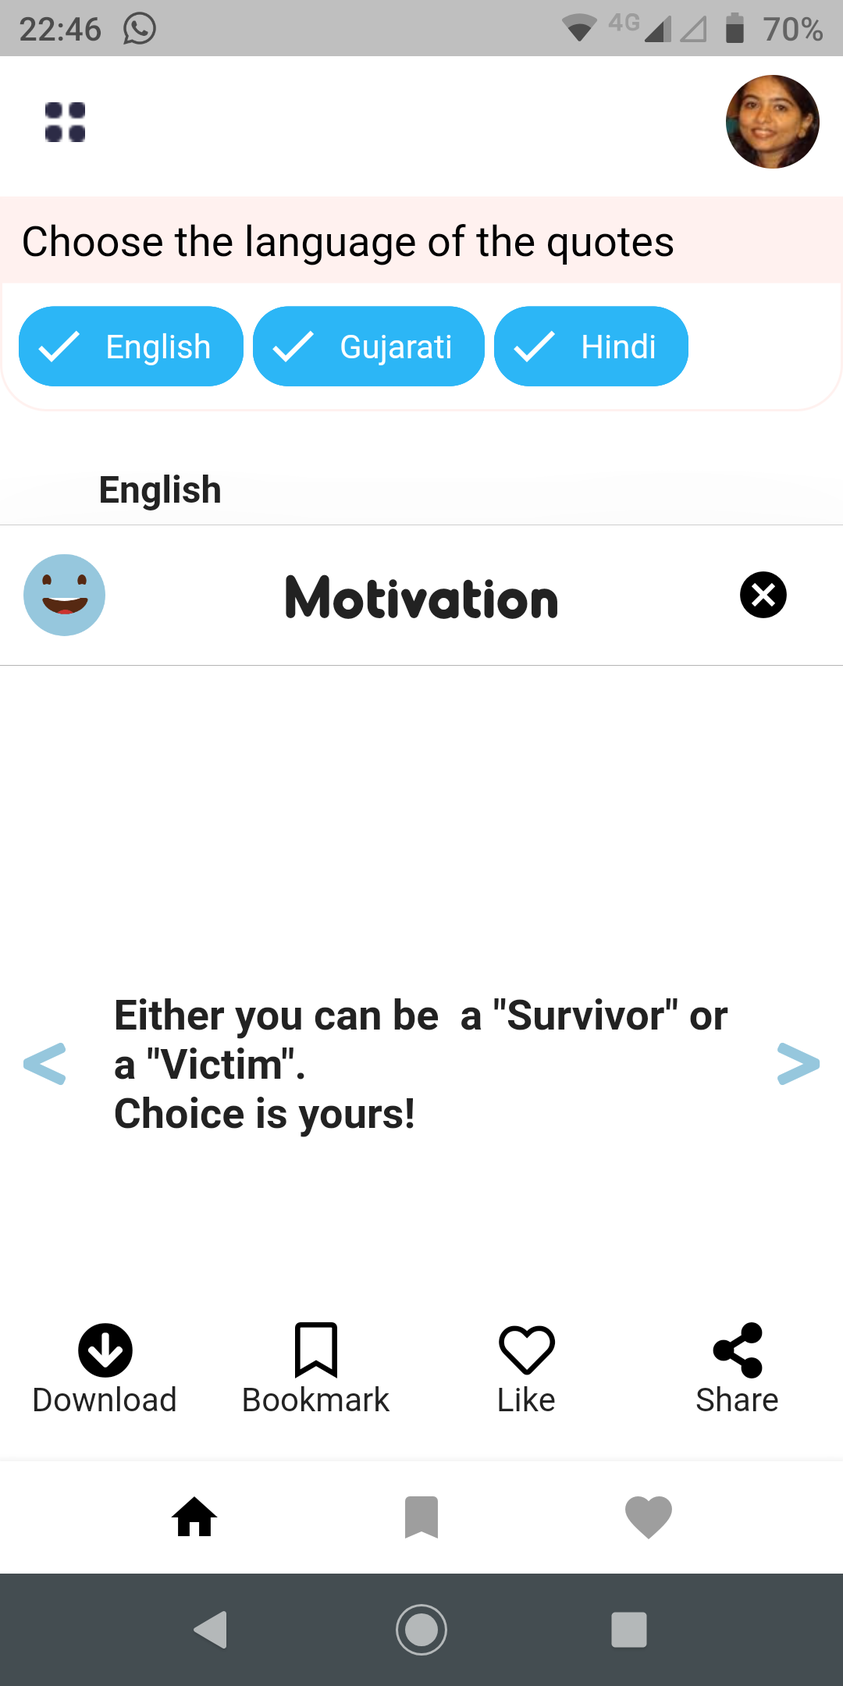 22:46 4G 70%
Choose the language of the quotes
English Gujarati Hindi
English
Motivation
Either you can be  a "Survivor" or
a "Victim".
Choice is yours!
< >
Download Bookmark Like Share